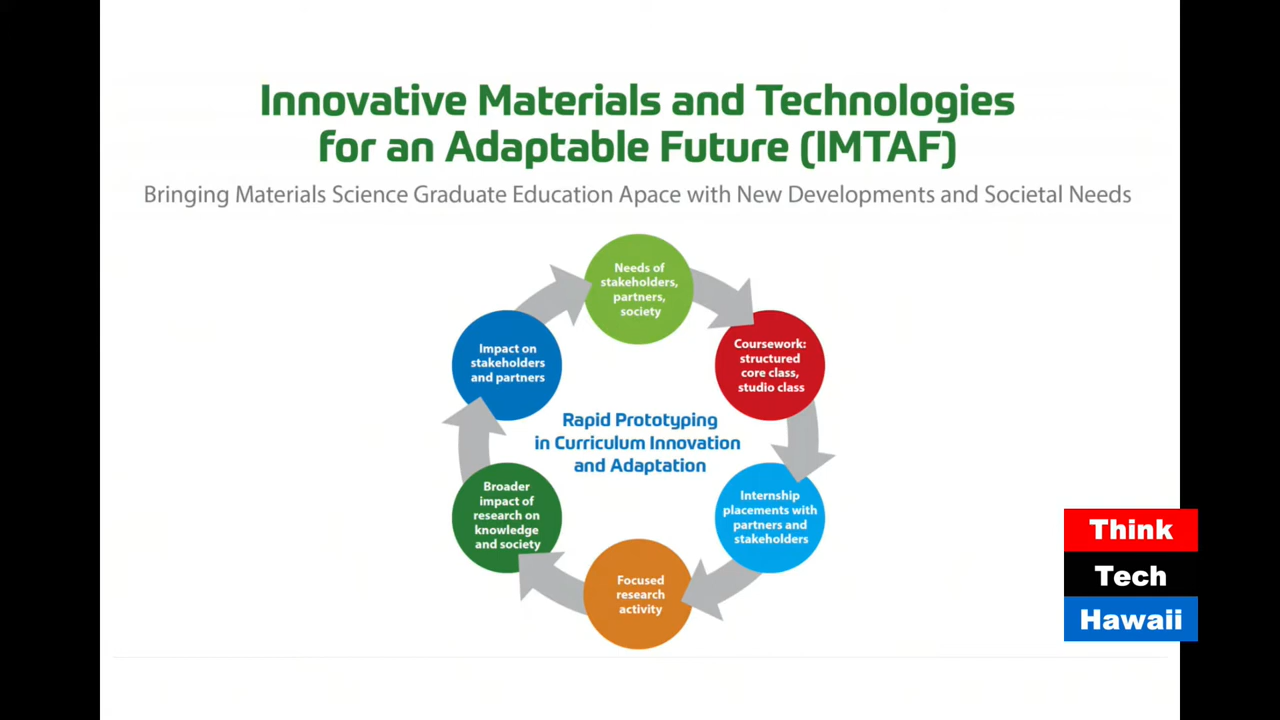 Innovative Materials and Technologies
for an Adaptable Future (IMTAF)
Bringing Materials Science Graduate Education Apace with New Developments and Societal Needs
Needs of
stakeholders,
partners,
society
Coursework:
structured
core class,
studio class
Internship
placements with
partners and
stakeholders
Focused
research
activity
Broader
impact of
research on
knowledge
and society
Impact on
stakeholders
and partners
Rapid Prototyping
in Curriculum Innovation
and Adaptation
Think
Tech
Hawaii